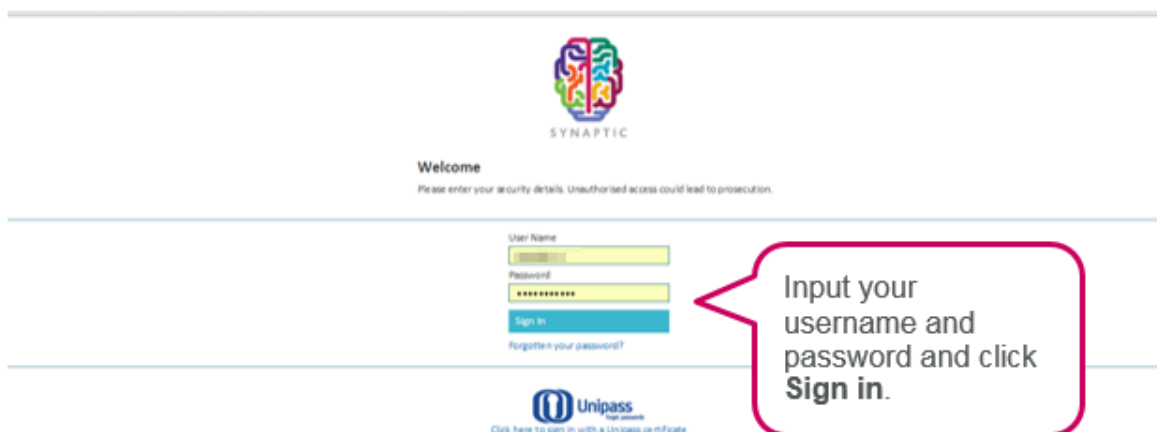 SYNAPTIC
Welcome
Please enter your security details. Unauthorised access could lead to prosecution.
User Name
Password
Sign In
Forgotten your password?
Input your
username and
password and click
Sign in.
Unipass
Click here to sign in with a Unipass certificate